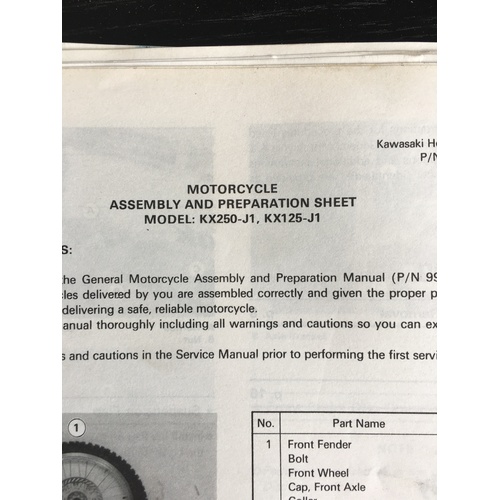 Kawasaki
P/N
MOTORCYCLE
ASSEMBLY AND PREPARATION SHEET
MODEL: KX250-J1, KX125-J1
S:
the General Motorcycle Assembly and Preparation Manual (P/N 99
cles delivered by you are assembled correctly and given the proper p
delivering a safe, reliable motorcycle.
anual thoroughly including all warnings and cautions so you can ex
s and cautions in the Service Manual prior to performing the first servi
1
No. Part Name
1 Front Fender
Bolt
Front Wheel
Cap, Front Axle
Collar